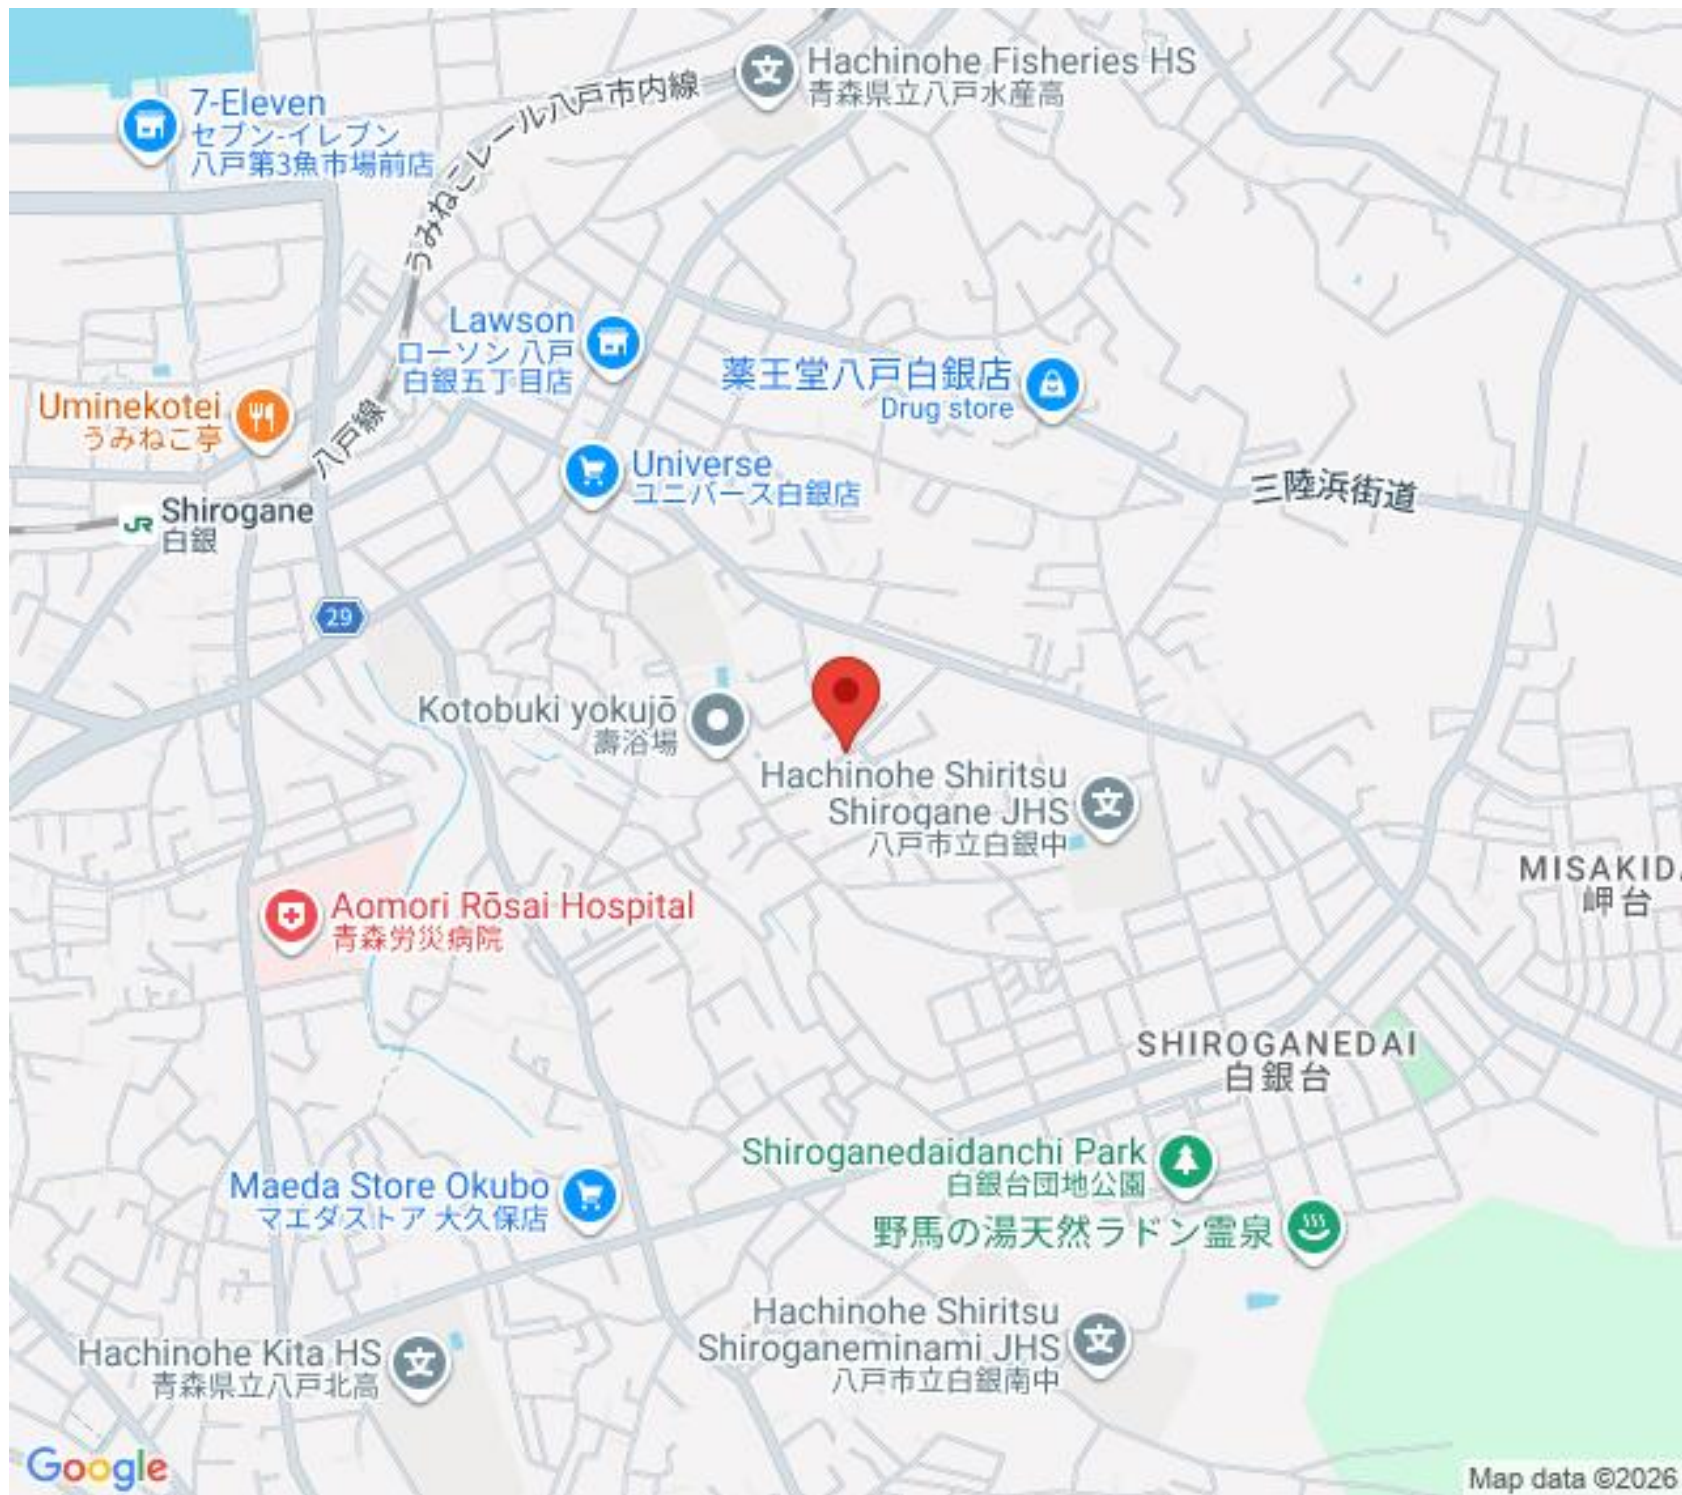 Hachinohe Fisheries HS
青森県立八戸水産高
7-Eleven
セブン-イレブン
八戸第3魚市場前店
うみねこレール八戸市内線
Lawson
ローソン 八戸
白銀五丁目店
薬王堂八戸白銀店
Drug store
Uminekotei
うみねこ亭
八戸線
Universe
ユニバース白銀店
三陸浜街道
JR
Shirogane
白銀
29
Kotobuki yokujō
壽浴場
Hachinohe Shiritsu
Shirogane JHS
八戸市立白銀中
MISAKIDA
岬台
Aomori Rōsai Hospital
青森労災病院
SHIROGANEDAI
白銀台
Shiroganedaidanchi Park
白銀台団地公園
Maeda Store Okubo
マエダストア 大久保店
野馬の湯天然ラドン霊泉
Hachinohe Shiritsu
Shiroganeminami JHS
八戸市立白銀南中
Hachinohe Kita HS
青森県立八戸北高
Google
Map data ©2026